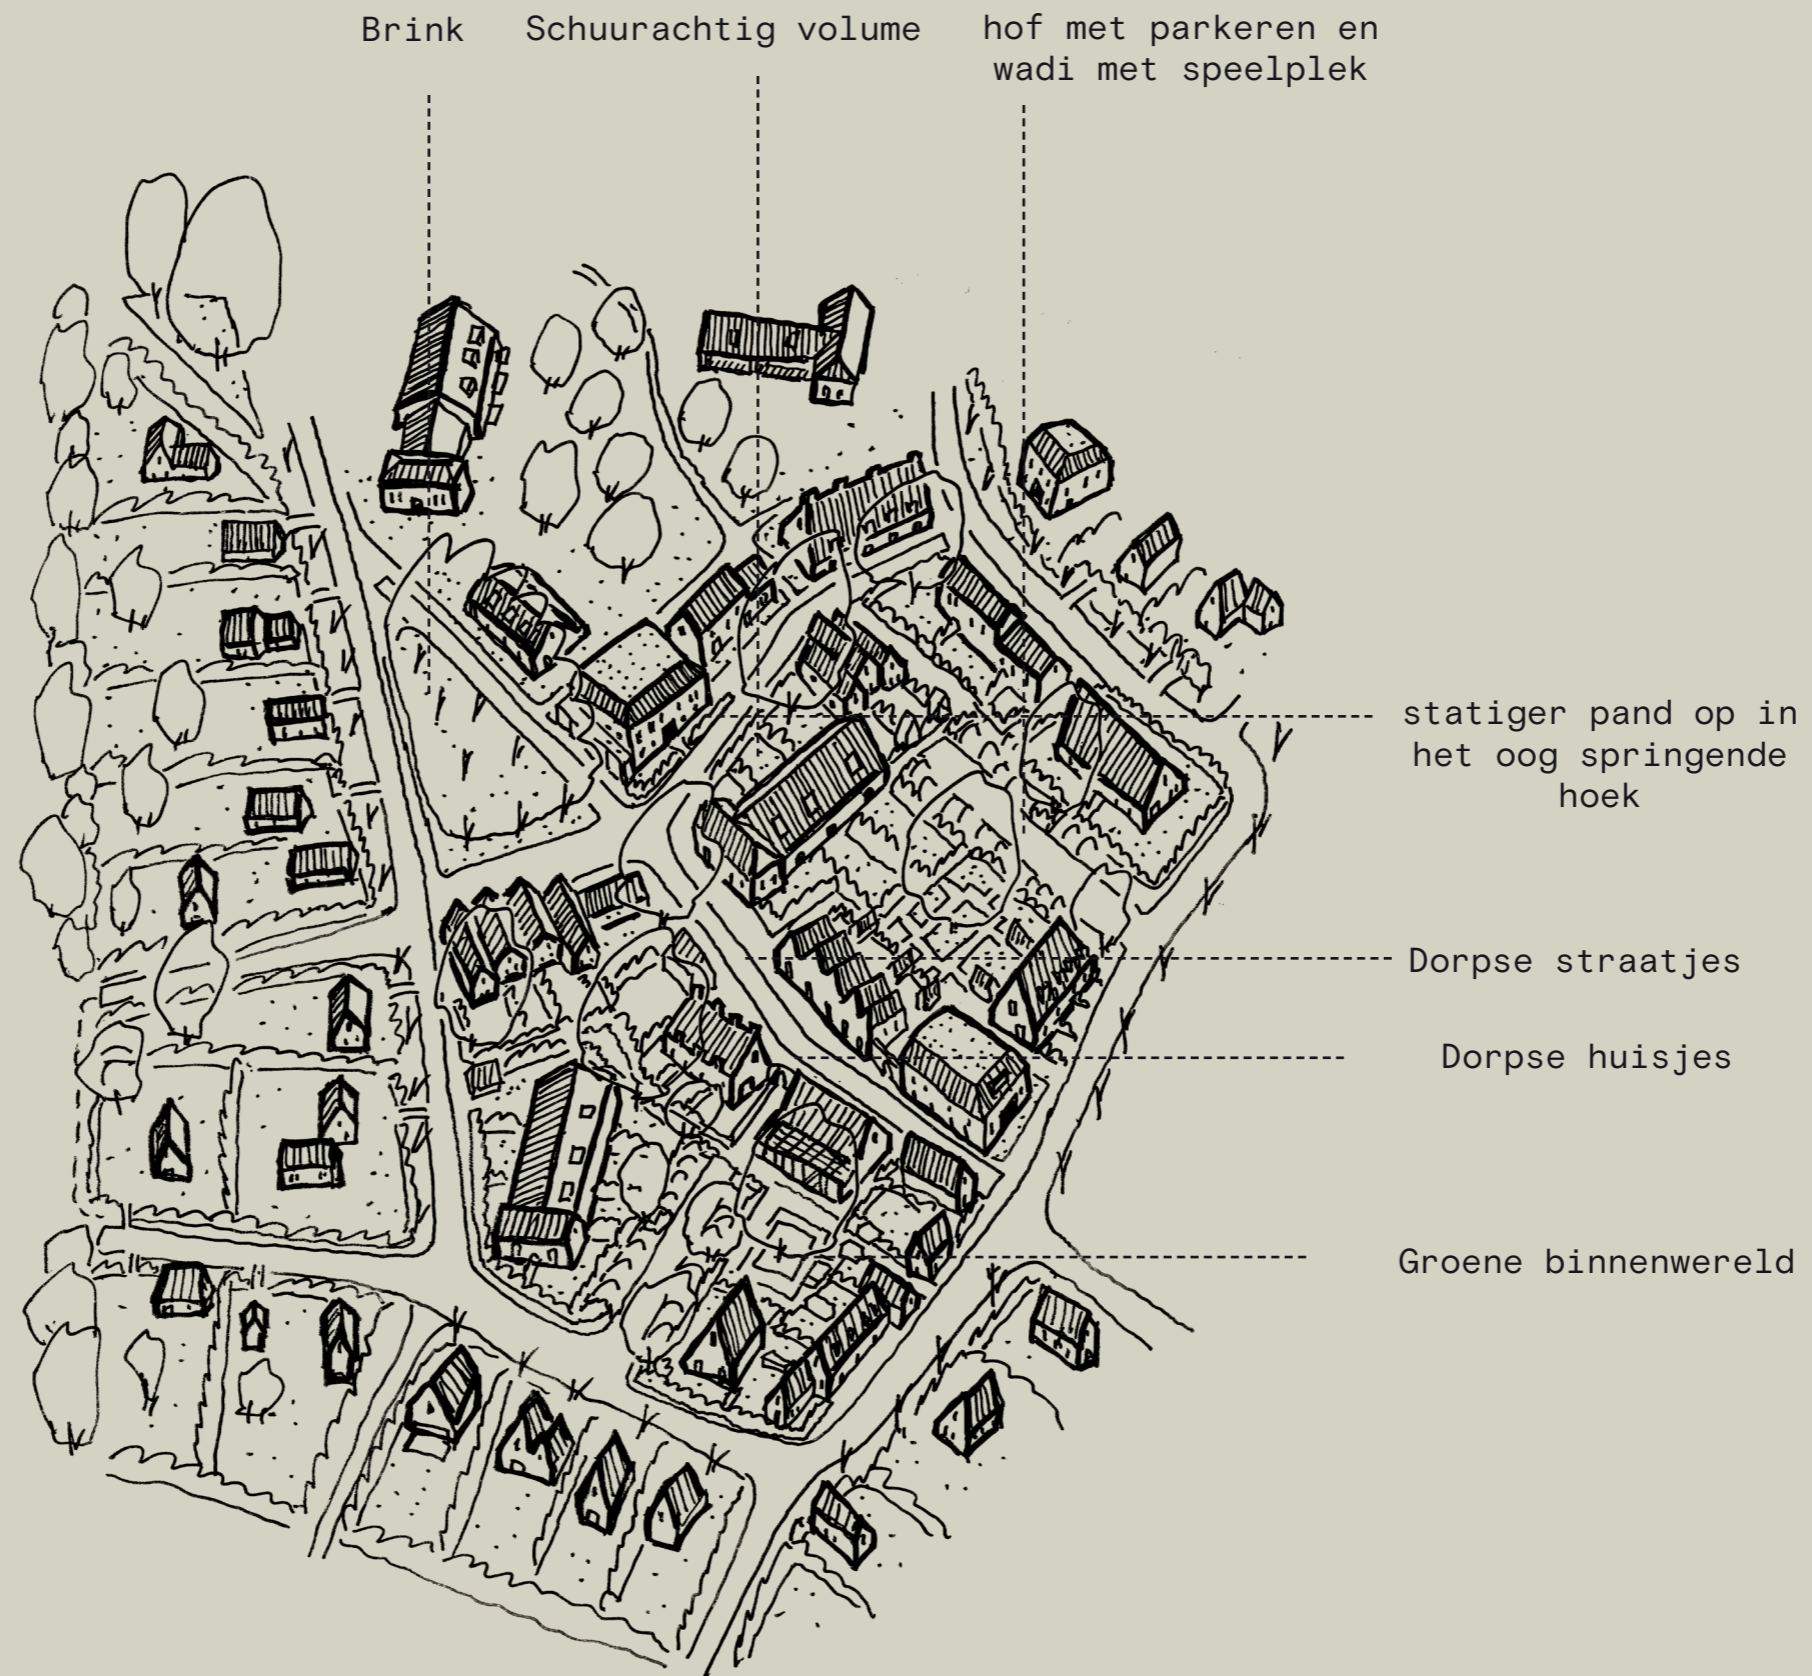 Brink
Schuurachtig volume
hof met parkeren en
wadi met speelplek
statiger pand op in
het oog springende
hoek
Dorpse straatjes
Dorpse huisjes
Groene binnenwereld